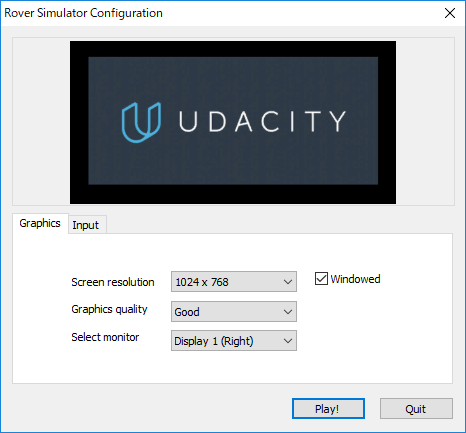 Rover Simulator Configuration
UDACITY
Graphics Input
Screen resolution 1024 x 768 Windowed
Graphics quality Good
Select monitor Display 1 (Right)
Play! Quit